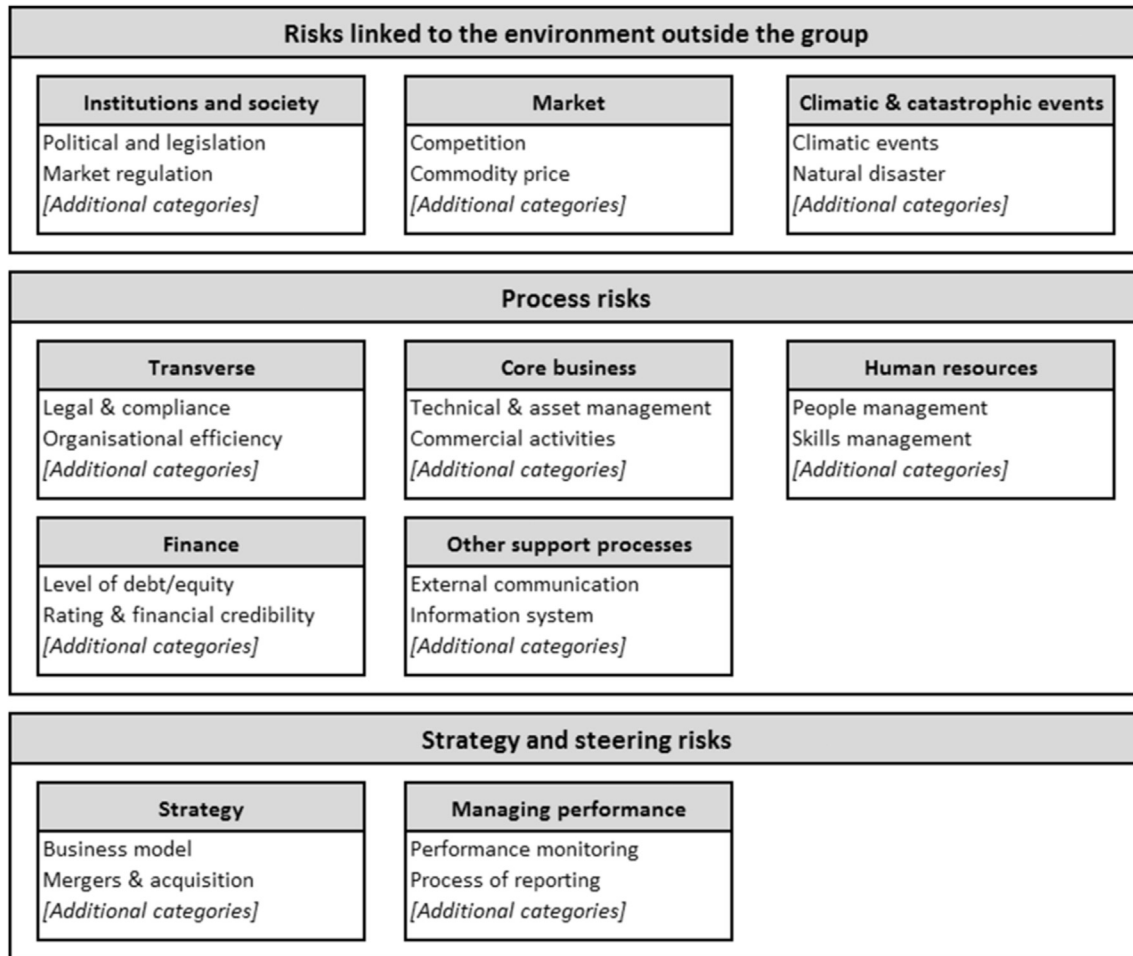 Risks linked to the environment outside the group
Institutions and society
Political and legislation
Market regulation
[Additional categories]
Market
Competition
Commodity price
[Additional categories]
Climatic & catastrophic events
Climatic events
Natural disaster
[Additional categories]
Process risks
Transverse
Legal & compliance
Organisational efficiency
[Additional categories]
Core business
Technical & asset management
Commercial activities
[Additional categories]
Human resources
People management
Skills management
[Additional categories]
Finance
Level of debt/equity
Rating & financial credibility
[Additional categories]
Other support processes
External communication
Information system
[Additional categories]
Strategy and steering risks
Strategy
Business model
Mergers & acquisition
[Additional categories]
Managing performance
Performance monitoring
Process of reporting
[Additional categories]